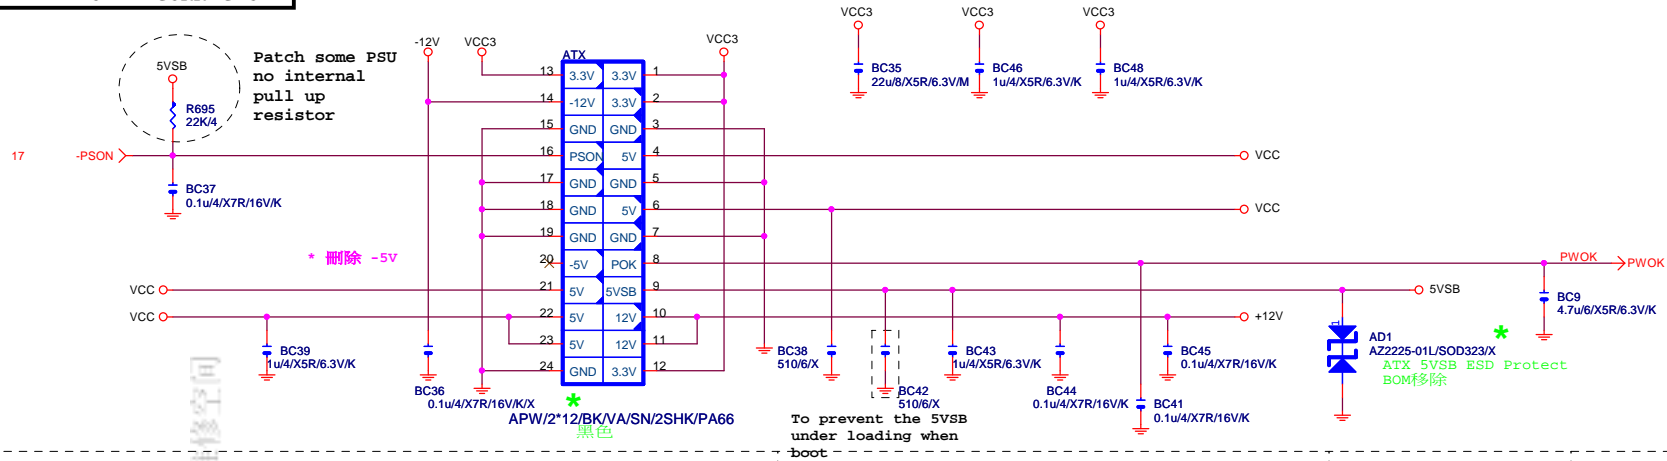 VCC3
VCC3
VCC3
BC35
22u/8/X5R/6.3V/M
BC46
1u/4/X5R/6.3V/K
BC48
1u/4/X5R/6.3V/K
5VSB
R695
22K/4
Patch some PSU
no internal
pull up
resistor
-12V
VCC3
VCC3
ATX
13 3.3V 3.3V 1
14 -12V 3.3V 2
15 GND GND 3
16 PSON 5V 4
17 GND GND 5
18 GND 5V 6
19 GND GND 7
20 -5V POK 8
21 5V 5VSB 9
22 5V 12V 10
23 5V 12V 11
24 GND 3.3V 12
17 -PSON
BC37
0.1u/4/X7R/16V/K
* 刪除 -5V
VCC
VCC
VCC
VCC
PWOK
PWOK
5VSB
+12V
BC39
1u/4/X5R/6.3V/K
BC36
0.1u/4/X7R/16V/K/X
*
APW/2*12/BK/VA/SN/2SHK/PA66
黑色
BC38
510/6/X
BC42
510/6/X
To prevent the 5VSB
under loading when
boot
BC43
1u/4/X5R/6.3V/K
BC44
0.1u/4/X7R/16V/K
BC45
0.1u/4/X7R/16V/K
BC41
0.1u/4/X7R/16V/K
1
AD1
AZ2225-01L/SOD323/X
*
ATX 5VSB ESD Protect
BOM移除
BC9
4.7u/6/X5R/6.3V/K
修空间